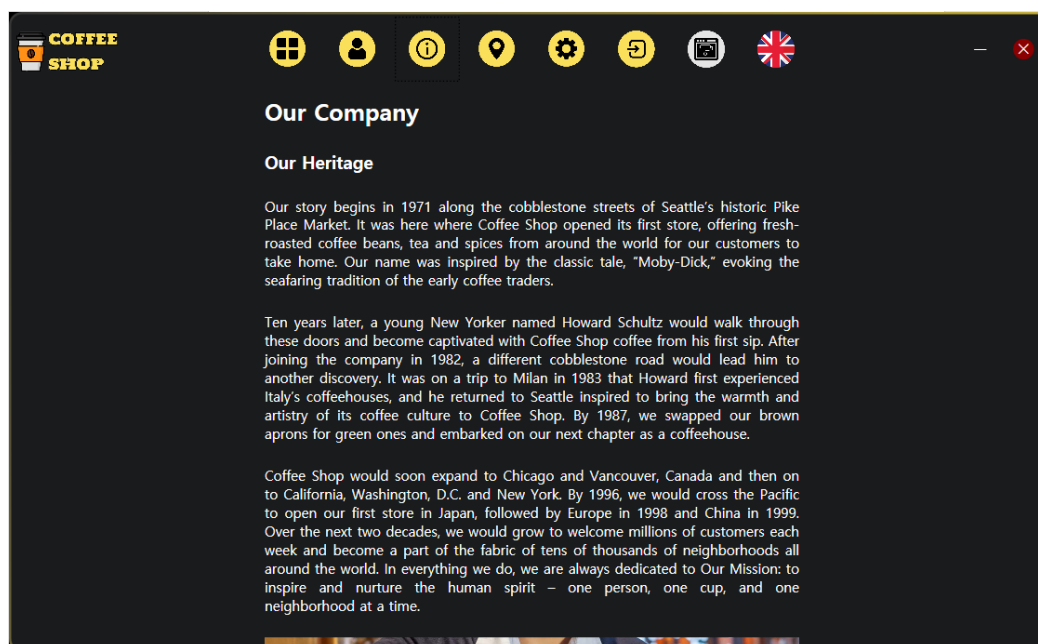 COFFEE
SHOP
Our Company
Our Heritage
Our story begins in 1971 along the cobblestone streets of Seattle's historic Pike
Place Market. It was here where Coffee Shop opened its first store, offering fresh-
roasted coffee beans, tea and spices from around the world for our customers to
take home. Our name was inspired by the classic tale, “Moby-Dick,” evoking the
seafaring tradition of the early coffee traders.
Ten years later, a young New Yorker named Howard Schultz would walk through
these doors and become captivated with Coffee Shop coffee from his first sip. After
joining the company in 1982, a different cobblestone road would lead him to
another discovery. It was on a trip to Milan in 1983 that Howard first experienced
Italy's coffeehouses, and he returned to Seattle inspired to bring the warmth and
artistry of its coffee culture to Coffee Shop. By 1987, we swapped our brown
aprons for green ones and embarked on our next chapter as a coffeehouse.
Coffee Shop would soon expand to Chicago and Vancouver, Canada and then on
to California, Washington, D.C. and New York. By 1996, we would cross the Pacific
to open our first store in Japan, followed by Europe in 1998 and China in 1999.
Over the next two decades, we would grow to welcome millions of customers each
week and become a part of the fabric of tens of thousands of neighborhoods all
around the world. In everything we do, we are always dedicated to Our Mission: to
inspire and nurture the human spirit – one person, one cup, and one
neighborhood at a time.